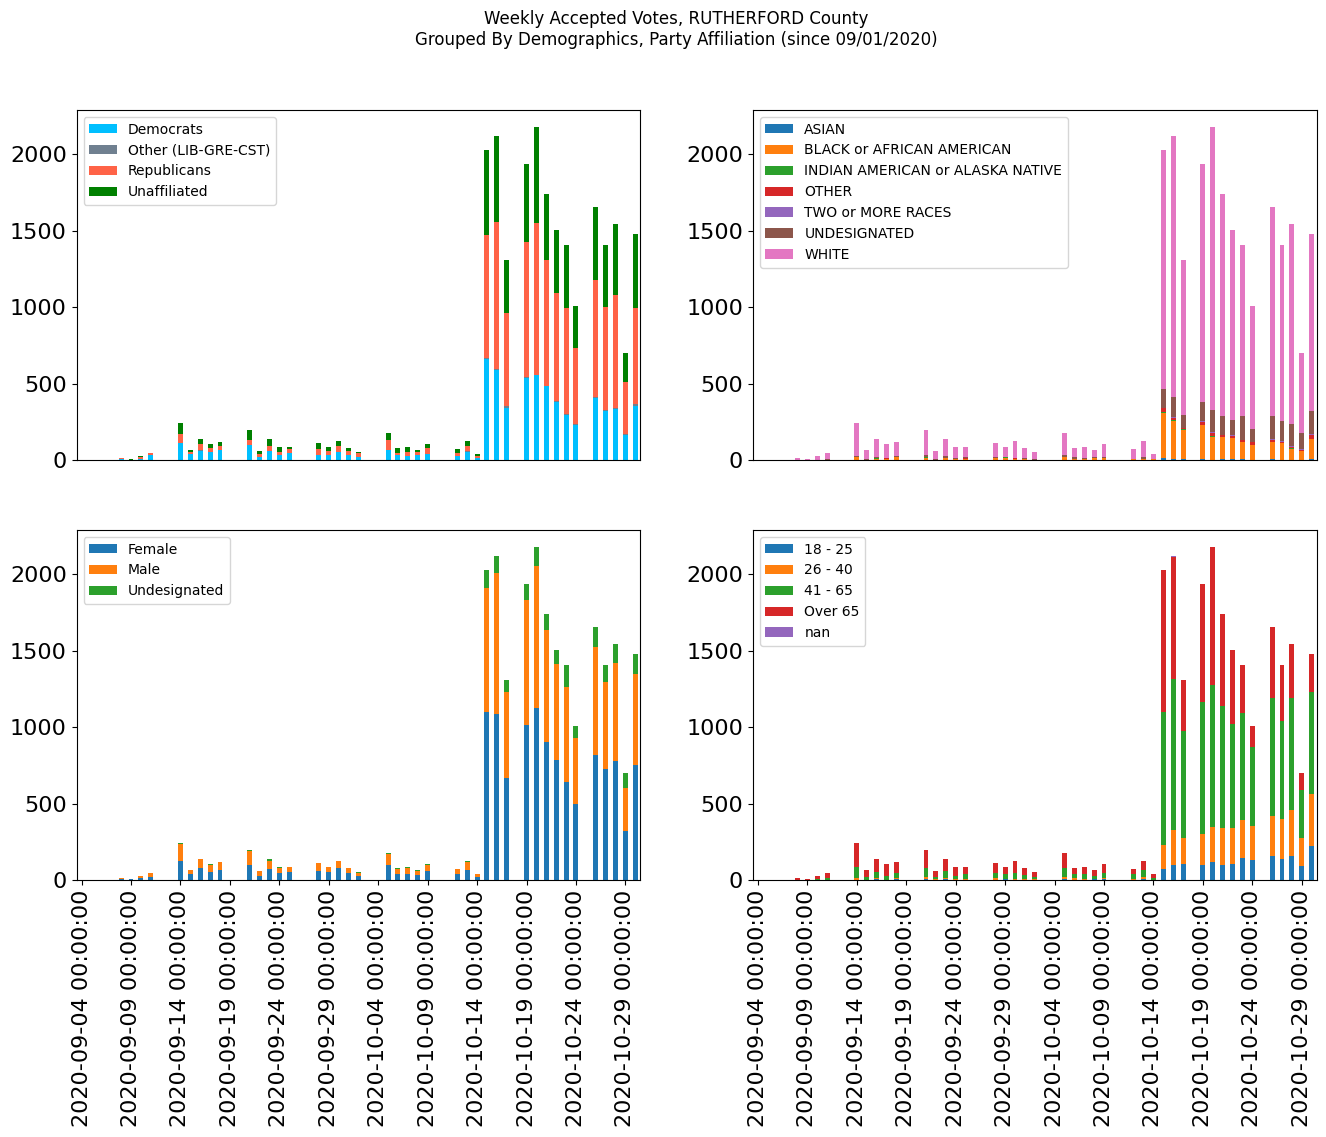 Weekly Accepted Votes, RUTHERFORD County
Grouped By Demographics, Party Affiliation (since 09/01/2020)
Democrats
Other (LIB-GRE-CST)
Republicans
Unaffiliated
2000
1500
1000
500
0
ASIAN
BLACK or AFRICAN AMERICAN
INDIAN AMERICAN or ALASKA NATIVE
OTHER
TWO or MORE RACES
UNDESIGNATED
WHITE
2000
1500
1000
500
0
Female
Male
Undesignated
2000
1500
1000
500
0
2020-09-04 00:00:00
2020-09-09 00:00:00
2020-09-14 00:00:00
2020-09-19 00:00:00
2020-09-24 00:00:00
2020-09-29 00:00:00
2020-10-04 00:00:00
2020-10-09 00:00:00
2020-10-14 00:00:00
2020-10-19 00:00:00
2020-10-24 00:00:00
2020-10-29 00:00:00
18 - 25
26 - 40
41 - 65
Over 65
nan
2000
1500
1000
500
0
2020-09-04 00:00:00
2020-09-09 00:00:00
2020-09-14 00:00:00
2020-09-19 00:00:00
2020-09-24 00:00:00
2020-09-29 00:00:00
2020-10-04 00:00:00
2020-10-09 00:00:00
2020-10-14 00:00:00
2020-10-19 00:00:00
2020-10-24 00:00:00
2020-10-29 00:00:00